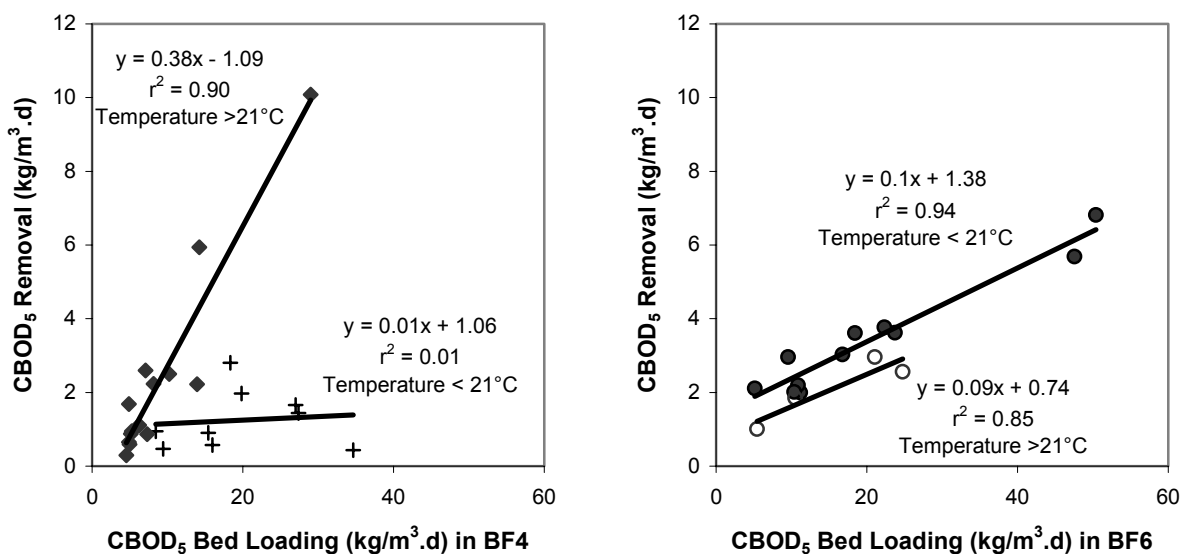 CBOD₅ Removal (kg/m³.d)
12
10
8
6
4
2
0
y = 0.38x - 1.09
r² = 0.90
Temperature >21°C
y = 0.01x + 1.06
r² = 0.01
Temperature < 21°C
0 20 40 60
CBOD₅ Bed Loading (kg/m³.d) in BF4
CBOD₅ Removal (kg/m³.d)
12
10
8
6
4
2
0
y = 0.1x + 1.38
r² = 0.94
Temperature < 21°C
y = 0.09x + 0.74
r² = 0.85
Temperature >21°C
0 20 40 60
CBOD₅ Bed Loading (kg/m³.d) in BF6